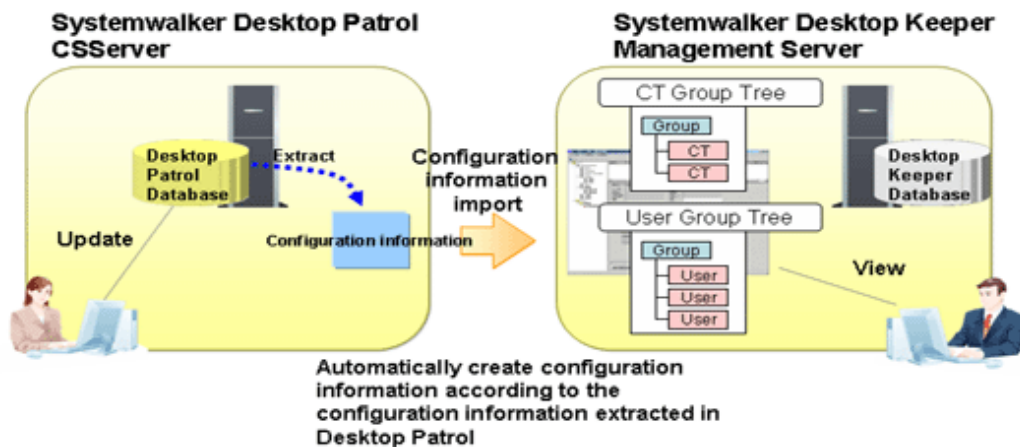 Systemwalker Desktop Patrol
CSServer
Systemwalker Desktop Keeper
Management Server
Desktop
Patrol
Database
Extract
Configuration information
Update
Configuration
information
import
CT Group Tree
Group
CT
CT
User Group Tree
Group
User
User
User
Desktop
Keeper
Database
View
Automatically create configuration
information according to the
configuration information extracted in
Desktop Patrol